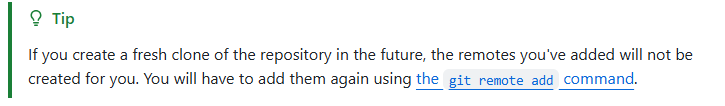 Tip
If you create a fresh clone of the repository in the future, the remotes you've added will not be
created for you. You will have to add them again using the git remote add command.